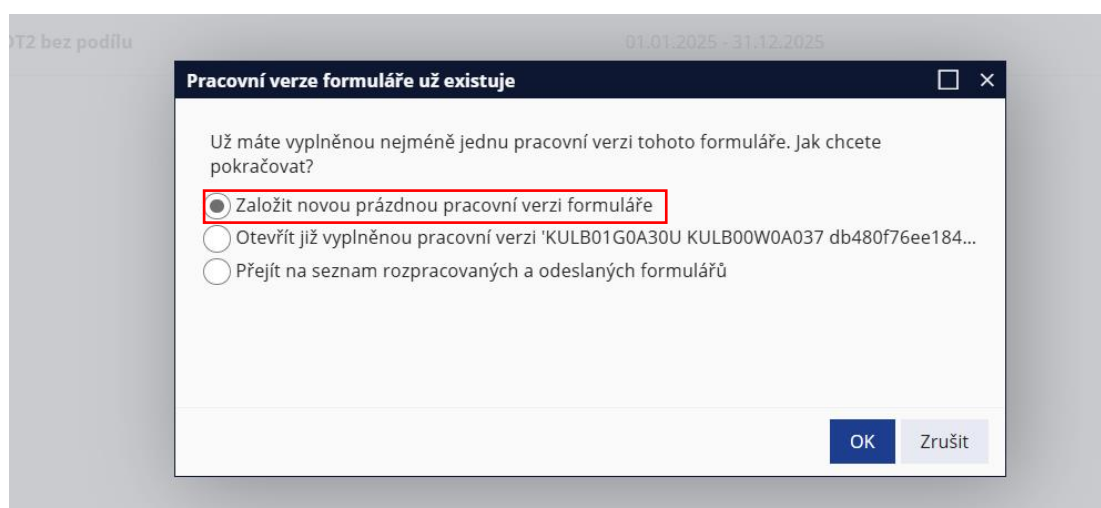 DT2 bez podílu 01.01.2025 - 31.12.2025
Pracovní verze formuláře už existuje
Už máte vyplněnou nejméně jednu pracovní verzi tohoto formuláře. Jak chcete
pokračovat?
Založit novou prázdnou pracovní verzi formuláře
Otevřít již vyplněnou pracovní verzi 'KULB01G0A30U KULB00W0A037 db480f76ee184...
Přejít na seznam rozpracovaných a odeslaných formulářů
OK Zrušit